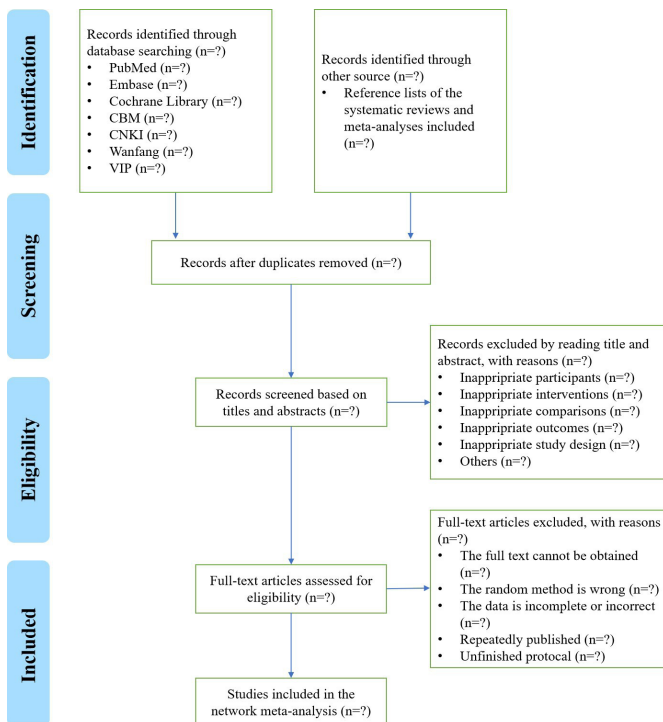 Identification
Records identified through
database searching (n=?)
• PubMed (n=?)
• Embase (n=?)
• Cochrane Library (n=?)
• CBM (n=?)
• CNKI (n=?)
• Wanfang (n=?)
• VIP (n=?)
Records identified through
other source (n=?)
• Reference lists of the
systematic reviews and
meta-analyses included
(n=?)
Screening
Records after duplicates removed (n=?)
Records screened based on
titles and abstracts (n=?)
Records excluded by reading title and
abstract, with reasons (n=?)
• Inappripriate participants (n=?)
• Inappripriate interventions (n=?)
• Inappripriate comparisons (n=?)
• Inappripriate outcomes (n=?)
• Inappripriate study design (n=?)
• Others (n=?)
Eligibility
Full-text articles assessed for
eligibility (n=?)
Full-text articles excluded, with reasons
(n=?)
• The full text cannot be obtained
(n=?)
• The random method is wrong (n=?)
• The data is incomplete or incorrect
(n=?)
• Repeatedly published (n=?)
• Unfinished protocal (n=?)
Included
Studies included in the
network meta-analysis (n=?)